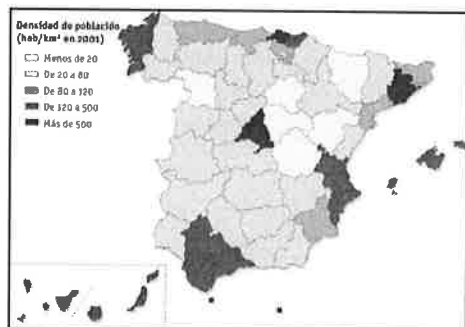 Densidad de población
(hab/km² en 2001)
Menos de 20
De 20 a 80
De 80 a 120
De 120 a 500
Más de 500